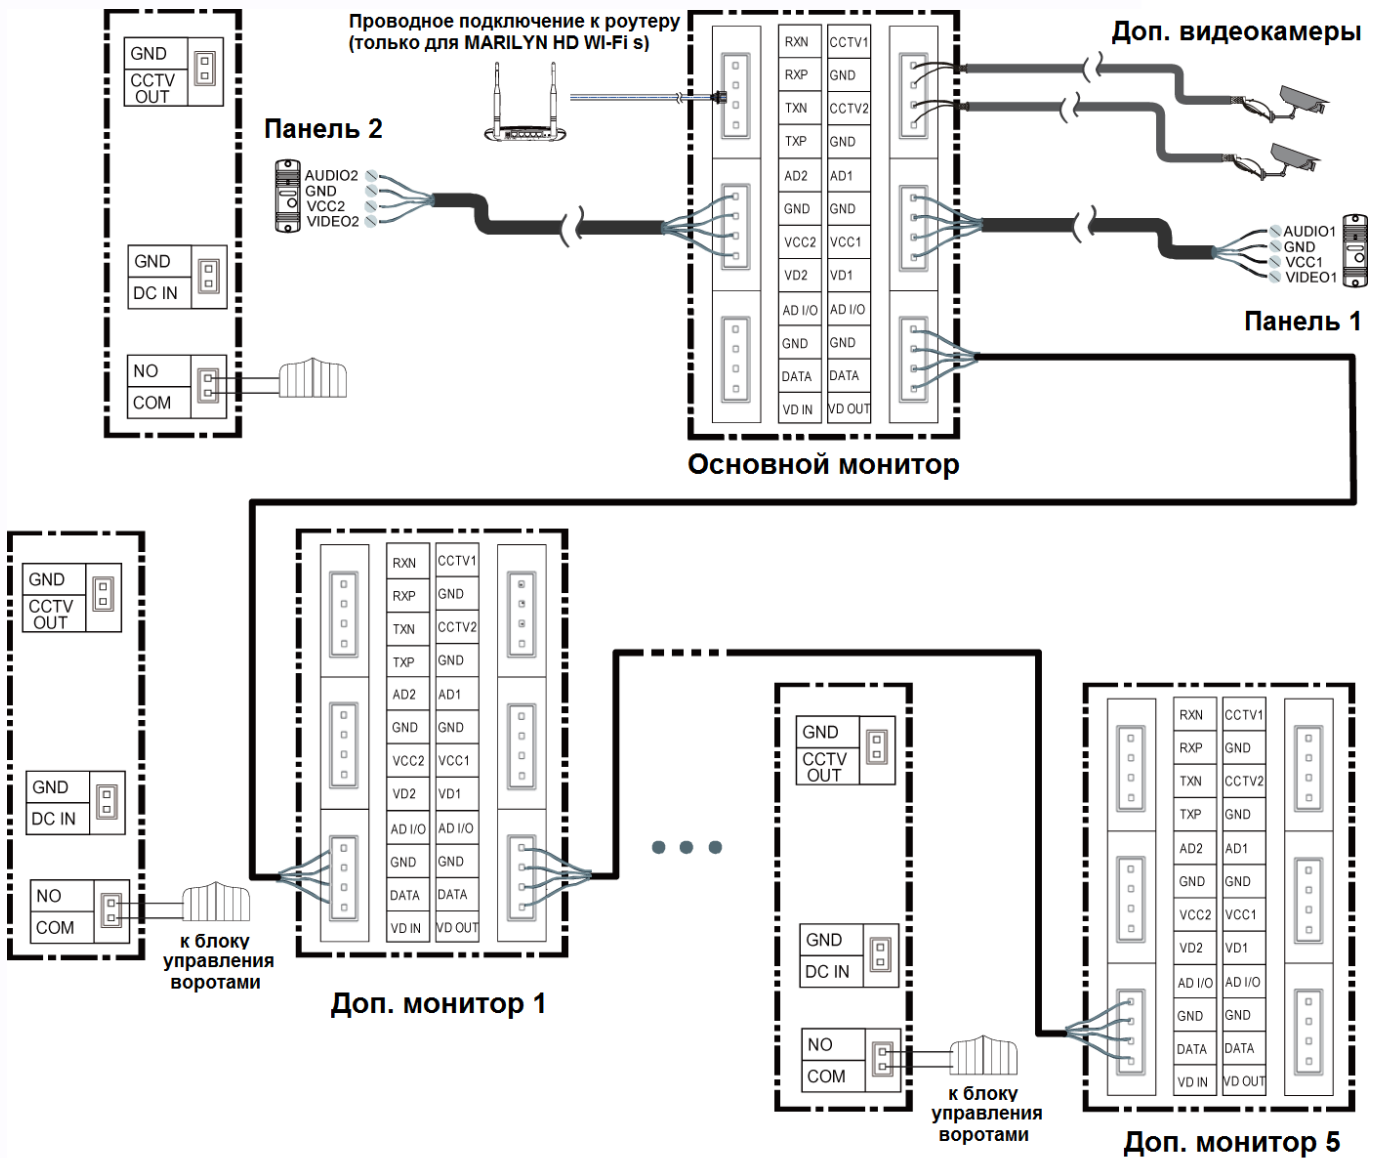 Проводное подключение к роутеру
(только для MARILYN HD WI-Fi s)
Доп. видеокамеры
GND
CCTV
OUT
GND
DC IN
NO
COM
Панель 2
AUDIO2
GND
VCC2
VIDEO2
RXN CCTV1
RXP GND
TXN CCTV2
TXP GND
AD2 AD1
GND GND
VCC2 VCC1
VD2 VD1
AD I/O AD I/O
GND GND
DATA DATA
VD IN VD OUT
Основной монитор
AUDIO1
GND
VCC1
VIDEO1
Панель 1
GND
CCTV
OUT
GND
DC IN
NO
COM
к блоку
управления
воротами
RXN CCTV1
RXP GND
TXN CCTV2
TXP GND
AD2 AD1
GND GND
VCC2 VCC1
VD2 VD1
AD I/O AD I/O
GND GND
DATA DATA
VD IN VD OUT
Доп. монитор 1
GND
CCTV
OUT
GND
DC IN
NO
COM
к блоку
управления
воротами
RXN CCTV1
RXP GND
TXN CCTV2
TXP GND
AD2 AD1
GND GND
VCC2 VCC1
VD2 VD1
AD I/O AD I/O
GND GND
DATA DATA
VD IN VD OUT
Доп. монитор 5